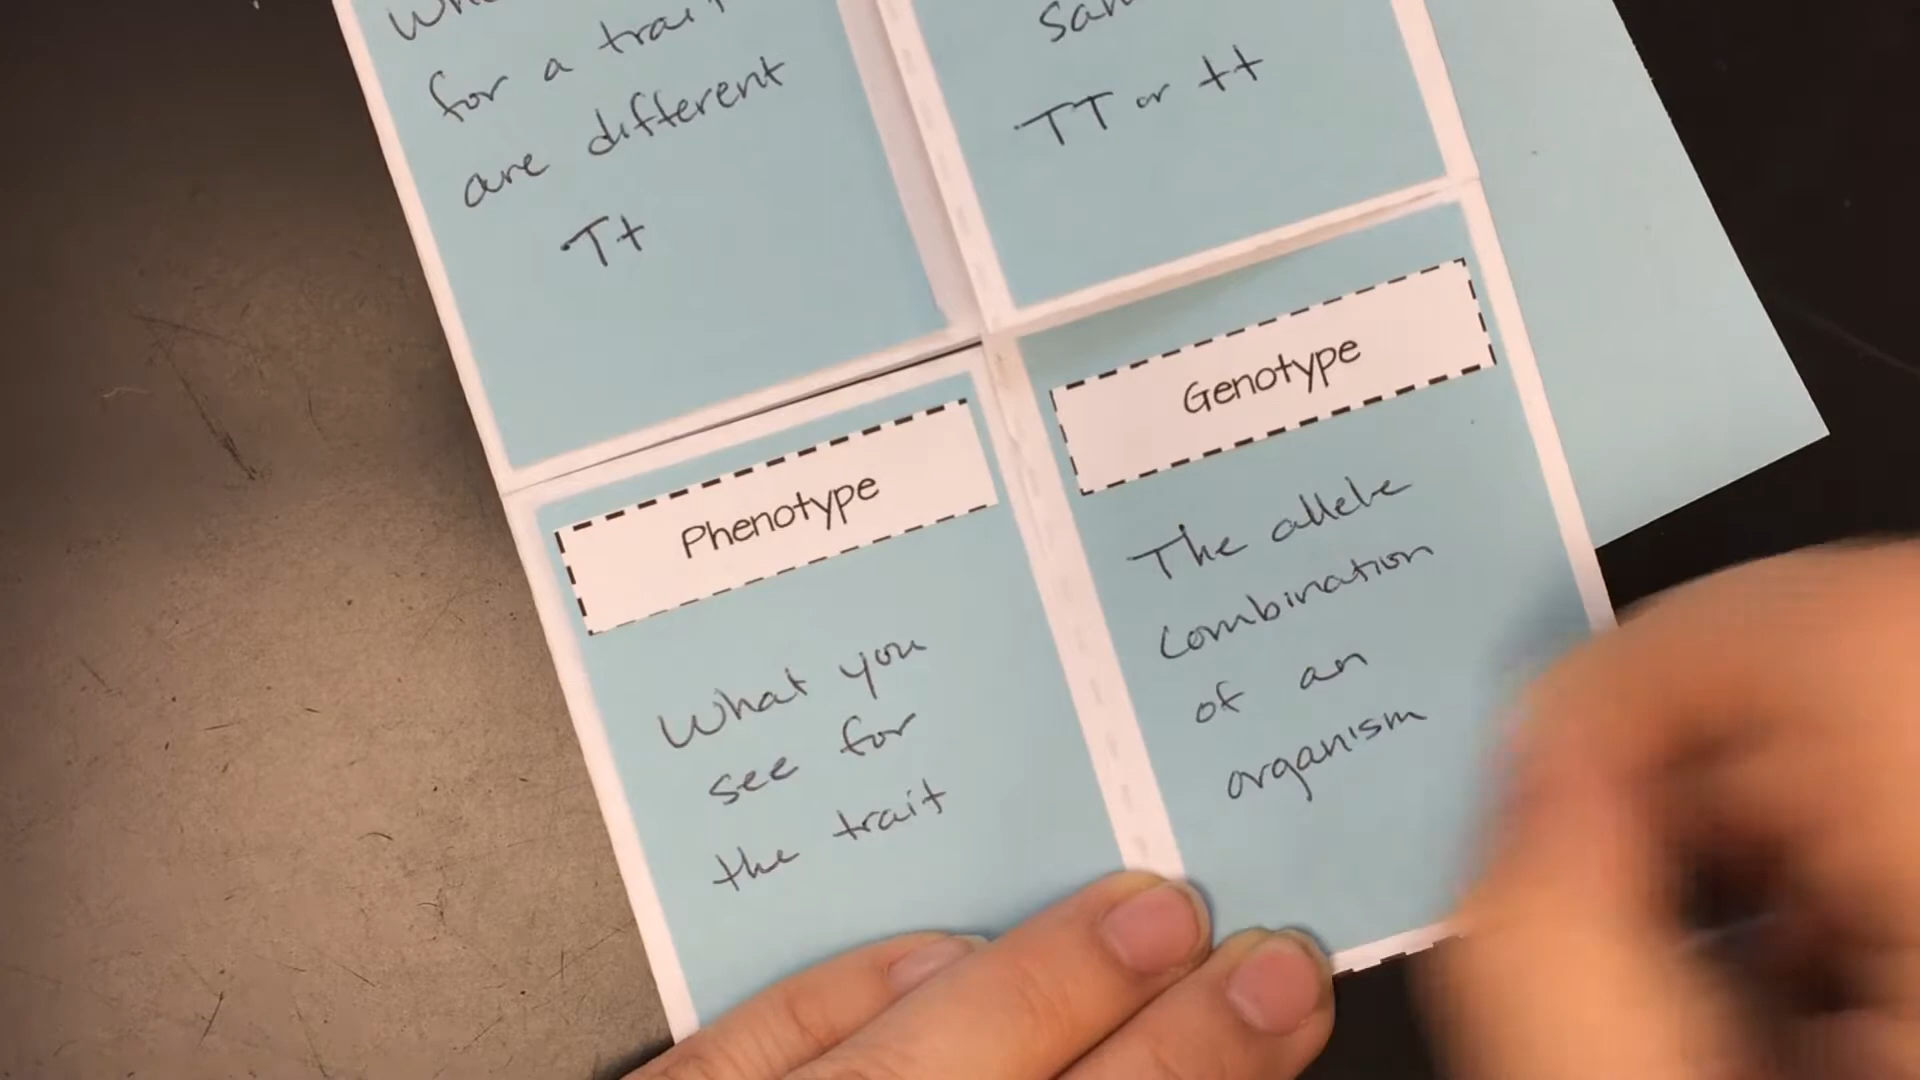 for a trait
are different
Tt
TT or tt
Phenotype
What you
see for
the trait
Genotype
The allele
combination
of an
organism